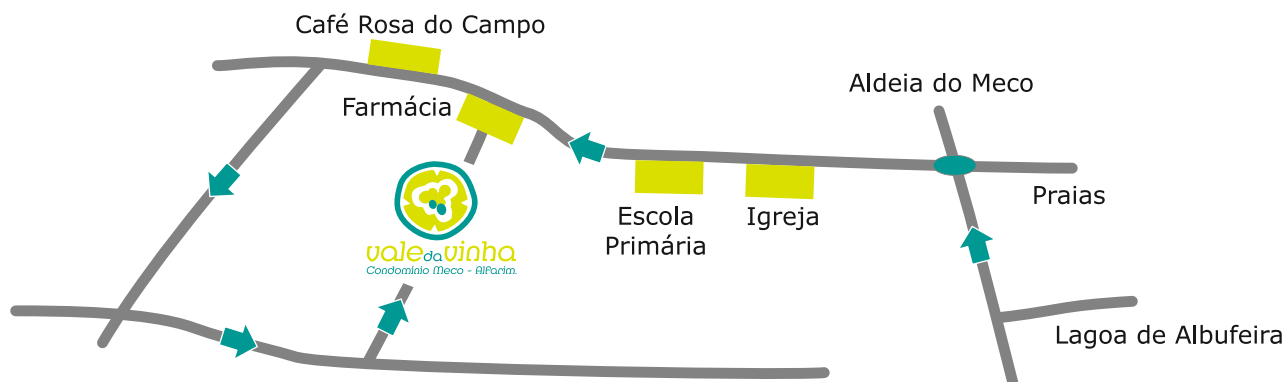 Café Rosa do Campo
Farmácia
Aldeia do Meco
Praias
Escola
Primária
Igreja
vale da vinha
Condomínio Meco - Alfarim.
Lagoa de Albufeira